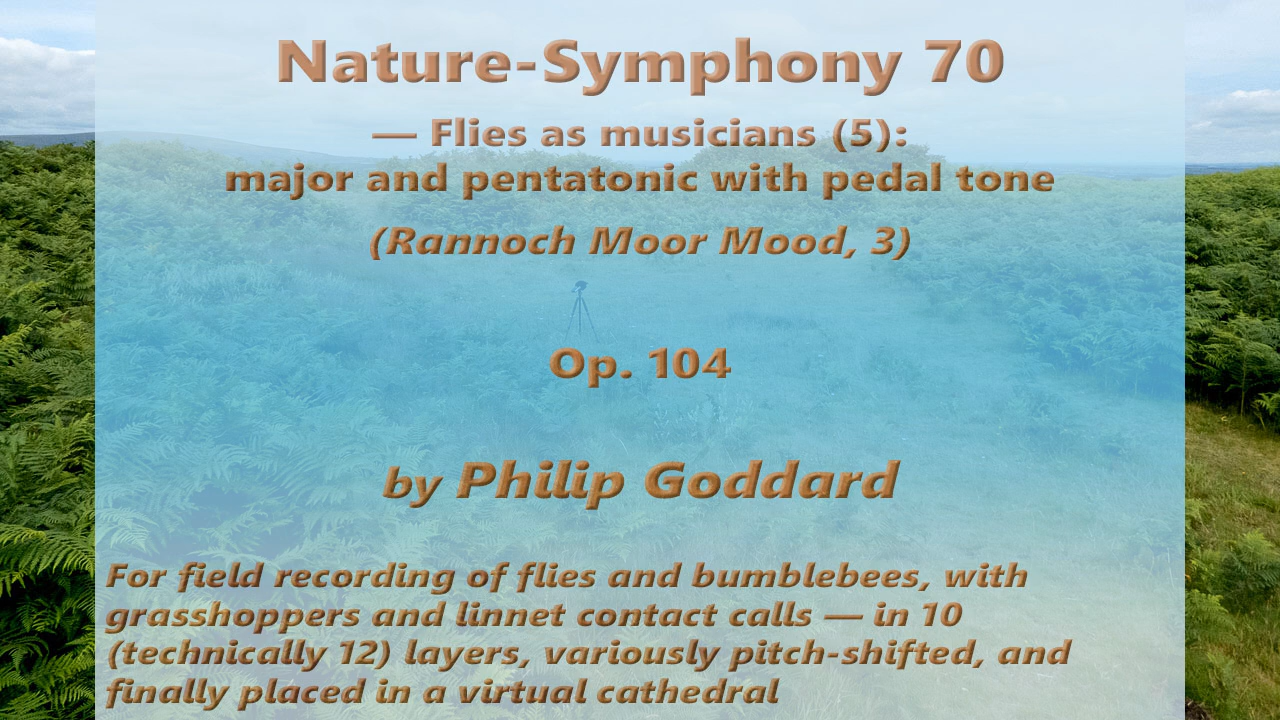 Nature-Symphony 70
— Flies as musicians (5):
major and pentatonic with pedal tone
(Rannoch Moor Mood, 3)
Op. 104
by Philip Goddard
For field recording of flies and bumblebees, with
grasshoppers and linnet contact calls — in 10
(technically 12) layers, variously pitch-shifted, and
finally placed in a virtual cathedral